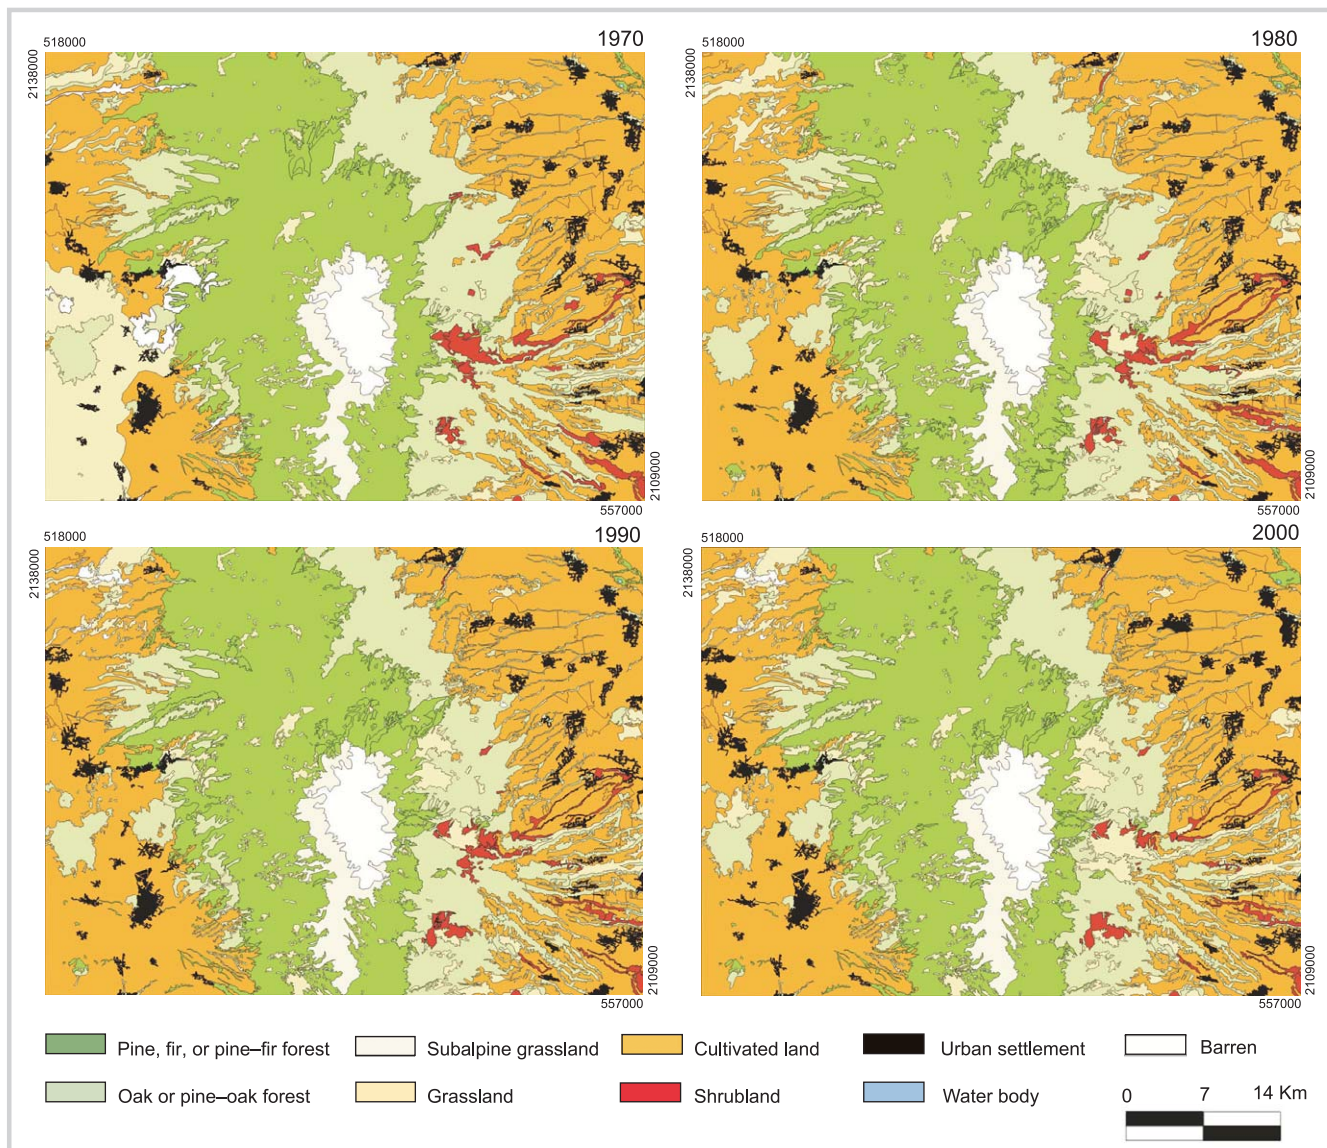 518000
1970
2138000
2109000
557000
518000
1980
2138000
2109000
557000
518000
1990
2138000
2109000
557000
518000
2000
2138000
2109000
557000
Pine, fir, or pine–fir forest
Subalpine grassland
Cultivated land
Urban settlement
Barren
Oak or pine–oak forest
Grassland
Shrubland
Water body
0 7 14 Km